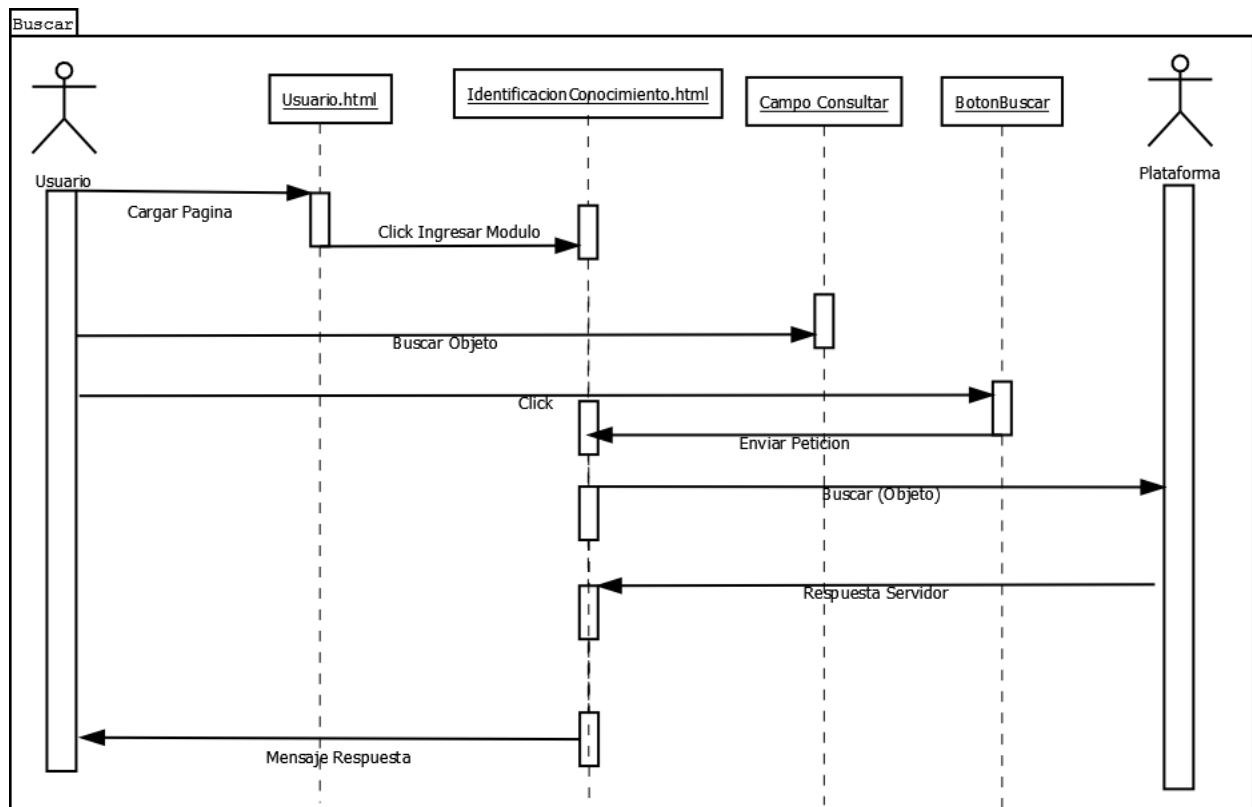 Buscar
Usuario.html
IdentificacionConocimiento.html
Campo Consultar
BotonBuscar
Usuario
Plataforma
Cargar Pagina
Click Ingresar Modulo
Buscar Objeto
Click
Enviar Peticion
Buscar (Objeto)
Respuesta Servidor
Mensaje Respuesta